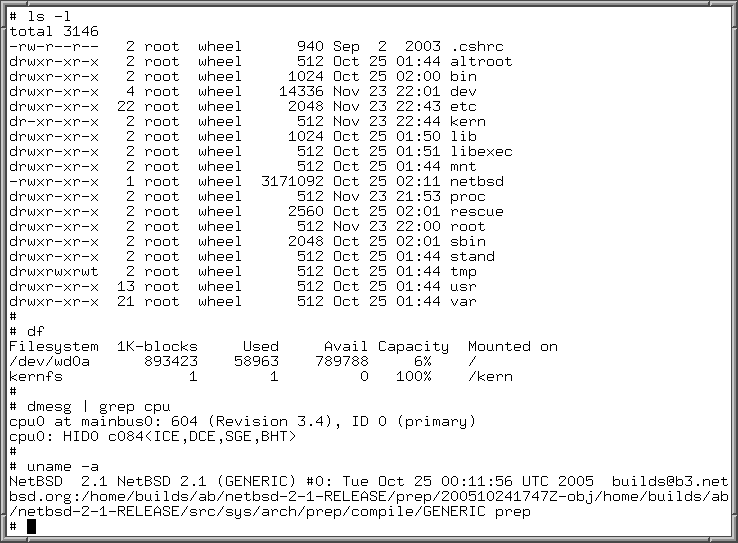 # ls -l
total 3146
-rw-r--r--   2 root  wheel      940 Sep  2  2003 .cshrc
drwxr-xr-x   2 root  wheel      512 Oct 25 01:44 altroot
drwxr-xr-x   2 root  wheel     1024 Oct 25 02:00 bin
drwxr-xr-x   4 root  wheel    14336 Nov 23 22:01 dev
drwxr-xr-x  22 root  wheel     2048 Nov 23 22:43 etc
dr-xr-xr-x   2 root  wheel      512 Nov 23 22:44 kern
drwxr-xr-x   2 root  wheel     1024 Oct 25 01:50 lib
drwxr-xr-x   2 root  wheel      512 Oct 25 01:51 libexec
drwxr-xr-x   2 root  wheel      512 Oct 25 01:44 mnt
-rwxr-xr-x   1 root  wheel  3171092 Oct 25 02:11 netbsd
drwxr-xr-x   2 root  wheel      512 Nov 23 21:53 proc
drwxr-xr-x   2 root  wheel     2560 Oct 25 02:01 rescue
drwxr-xr-x   2 root  wheel      512 Nov 23 22:00 root
drwxr-xr-x   2 root  wheel     2048 Oct 25 02:01 sbin
drwxr-xr-x   2 root  wheel      512 Oct 25 01:44 stand
drwxrwxrwt   2 root  wheel      512 Oct 25 01:44 tmp
drwxr-xr-x  13 root  wheel      512 Oct 25 01:44 usr
drwxr-xr-x  21 root  wheel      512 Oct 25 01:44 var
#
# df
Filesystem  1K-blocks     Used     Avail Capacity  Mounted on
/dev/wd0a      893423    58963    789788     6%    /
kernfs              1        1         0   100%    /kern
#
# dmesg | grep cpu
cpu0 at mainbus0: 604 (Revision 3.4), ID 0 (primary)
cpu0: HID0 c084<ICE,DCE,SGE,BHT>
#
# uname -a
NetBSD  2.1 NetBSD 2.1 (GENERIC) #0: Tue Oct 25 00:11:56 UTC 2005  builds@b3.net
bsd.org:/home/builds/ab/netbsd-2-1-RELEASE/prep/200510241747Z-obj/home/builds/ab
/netbsd-2-1-RELEASE/src/sys/arch/prep/compile/GENERIC prep
#